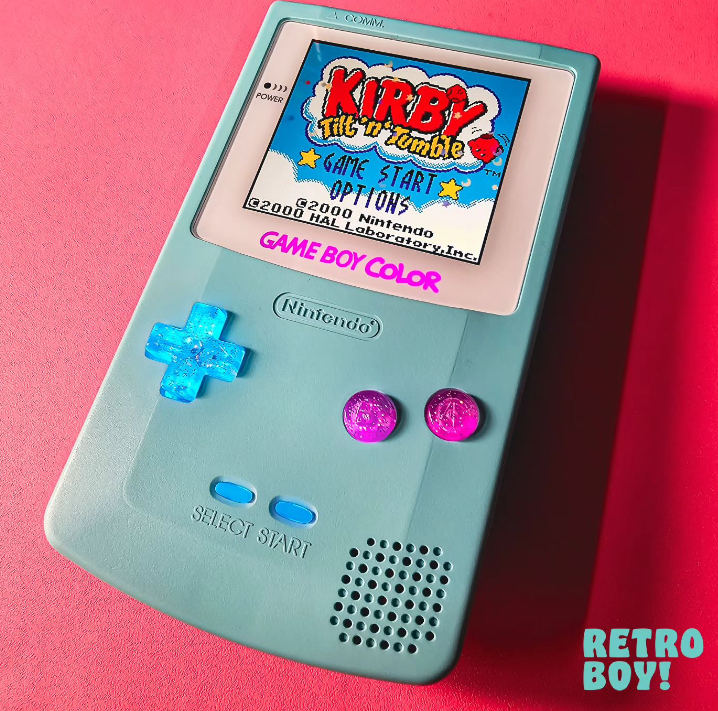 COMM.
POWER
KIRBY
Tilt 'n' Tumble
TM
GAME START
OPTIONS
©2000 Nintendo
©2000 HAL Laboratory,Inc.
GAME BOY COLOR
Nintendo
A
SELECT START
RETRO
BOY!